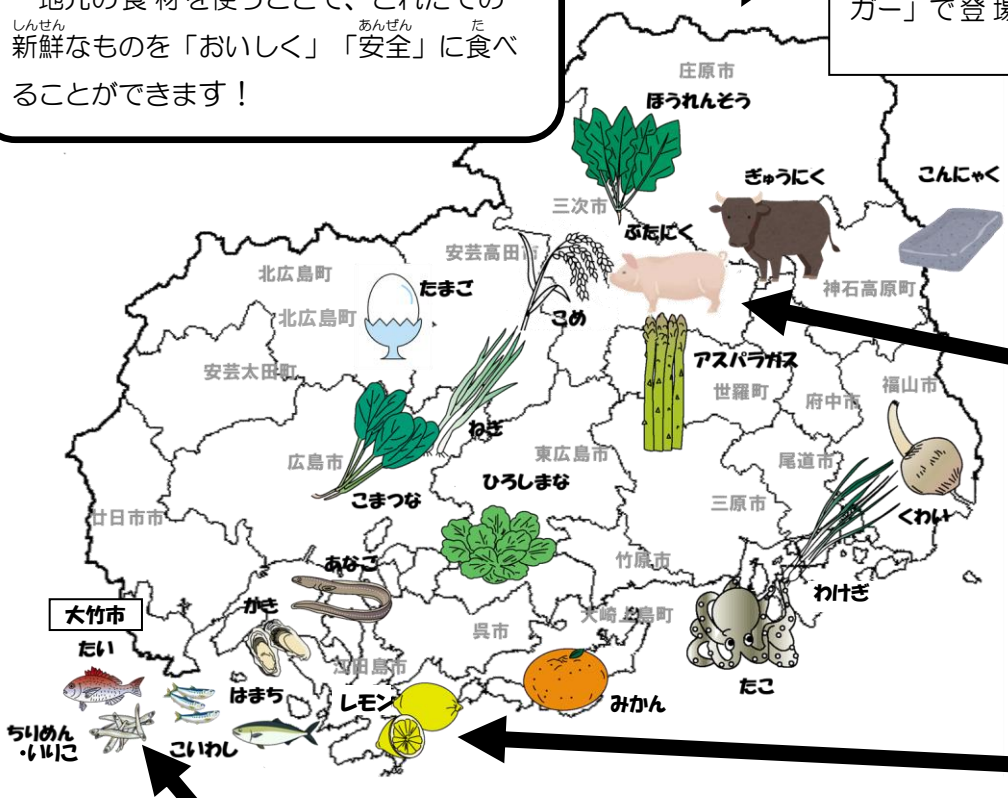 地元の食材を使うことで、とれたての
しんせん あんぜん た
新鮮なものを「おいしく」「安全」に食べ
ることができます！
ガー」で登場
庄原市
ほうれんそう
ぎゅうにく
こんにゃく
三次市
ぶたにく
安芸高田市
北広島町
たまご
神石高原町
北広島町
こめ
アスパラガス
安芸太田町
世羅町
福山市
府中市
ねぎ
広島市
東広島市
尾道市
ひろしまな
こまつな
三原市
廿日市市
くわい
あなご
竹原市
わけぎ
大竹市
かき
大崎上島町
呉市
たい
江田島市
はまち
レモン
みかん
たこ
ちりめん
・いりこ
こいわし